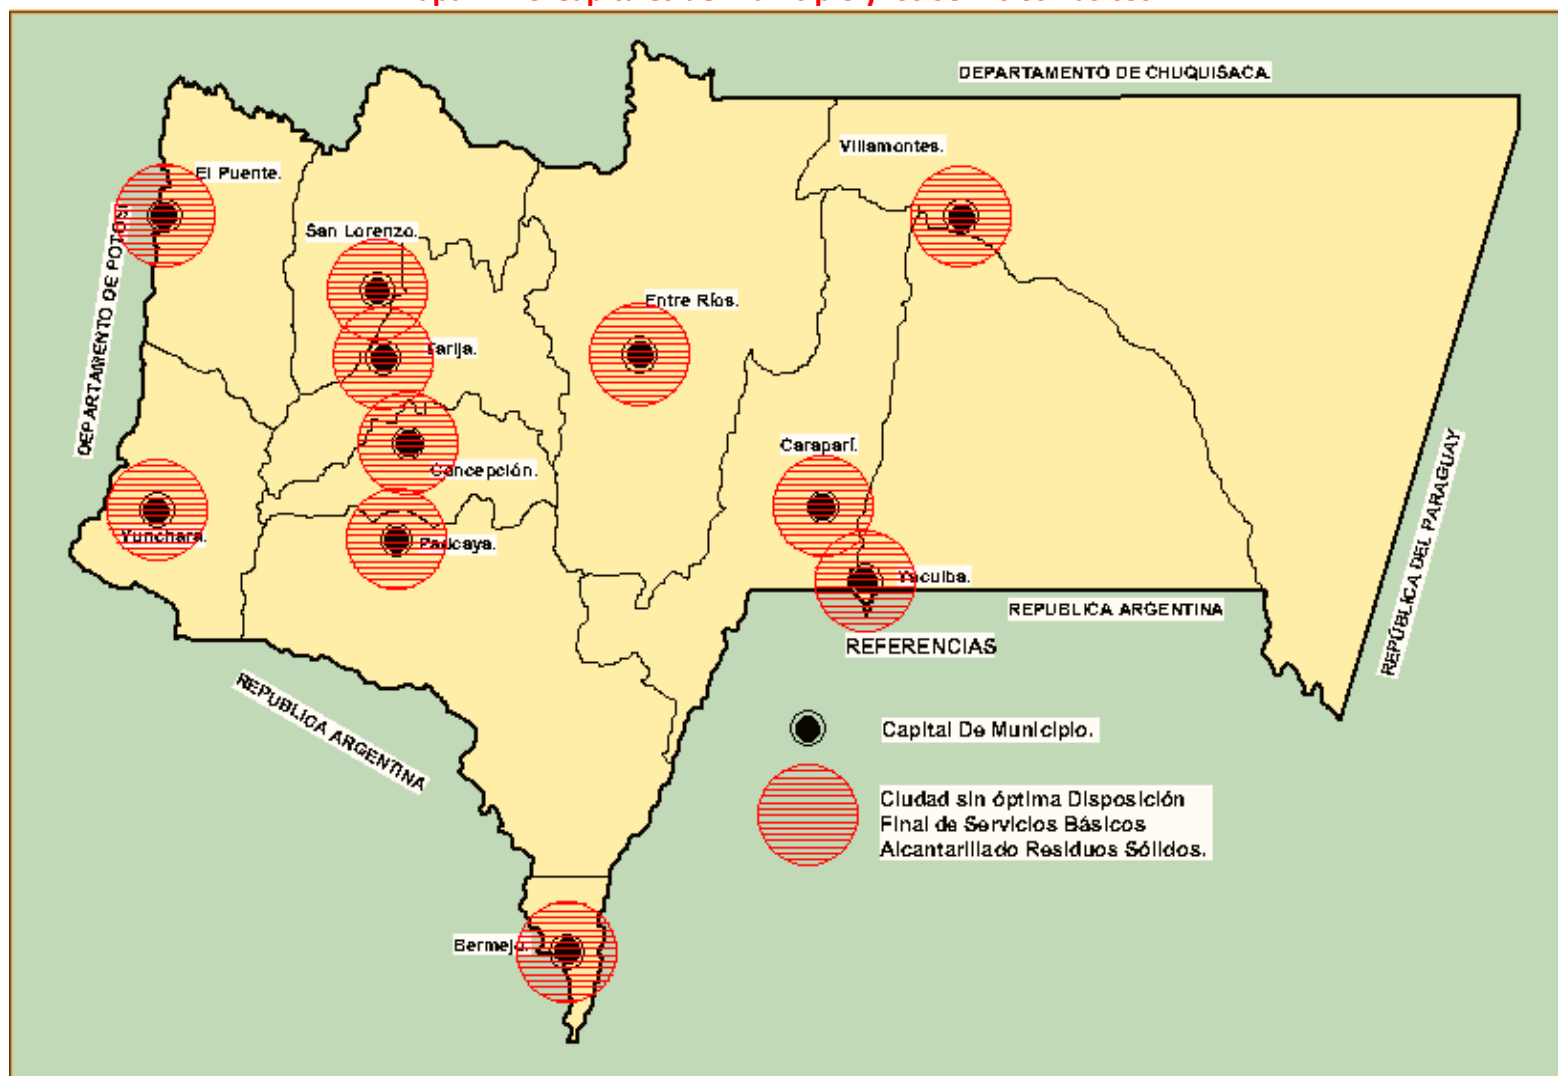 DEPARTAMENTO DE CHUQUISACA.
Villamontes.
El Puente.
DEPARTAMENTO DE POTOSI
San Lorenzo.
Entre Ríos.
Tarija.
Caraparí.
Concepción.
REPÚBLICA DEL PARAGUAY
Yunchara.
Padcaya.
Yacuiba.
REPUBLICA ARGENTINA
REFERENCIAS
REPUBLICA ARGENTINA
Capital De Municipio.
Ciudad sin óptima Disposición
Final de Servicios Básicos
Alcantarillado Residuos Sólidos.
Bermejo.